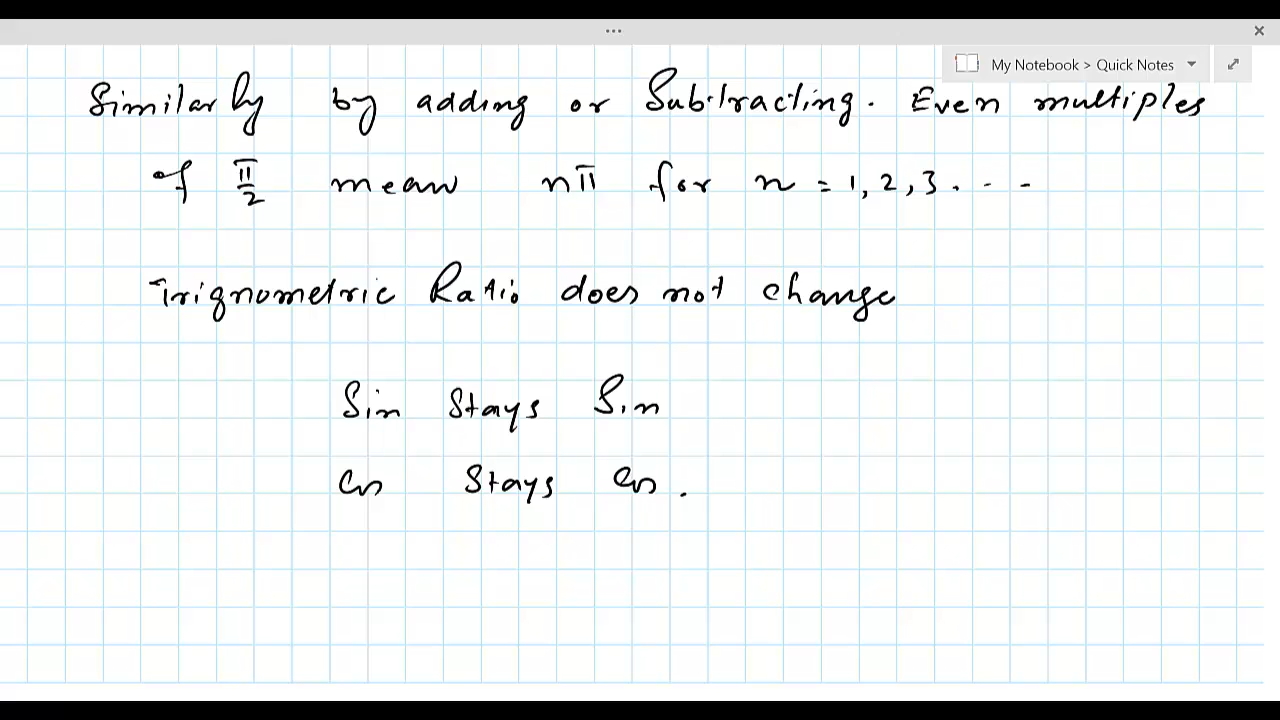 My Notebook > Quick Notes
Similarly by adding or Subtracting. Even multiples
of π/2 mean nπ for n = 1, 2, 3 . - -
Trignometric Ratio does not change
Sin Stays Sin
Cos Stays Cos .